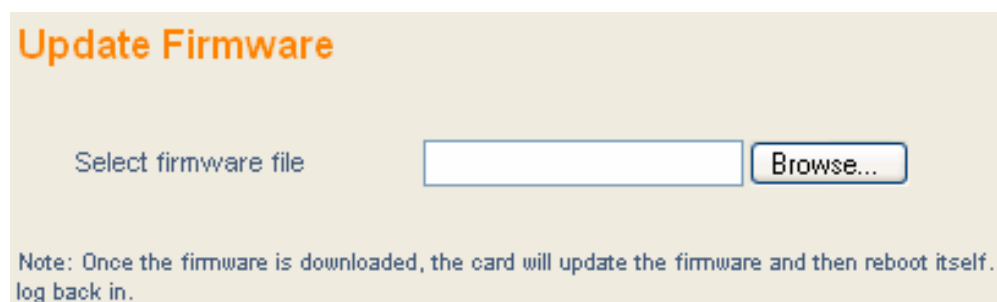 Update Firmware
Select firmware file
Browse...
Note: Once the firmware is downloaded, the card will update the firmware and then reboot itself.
log back in.